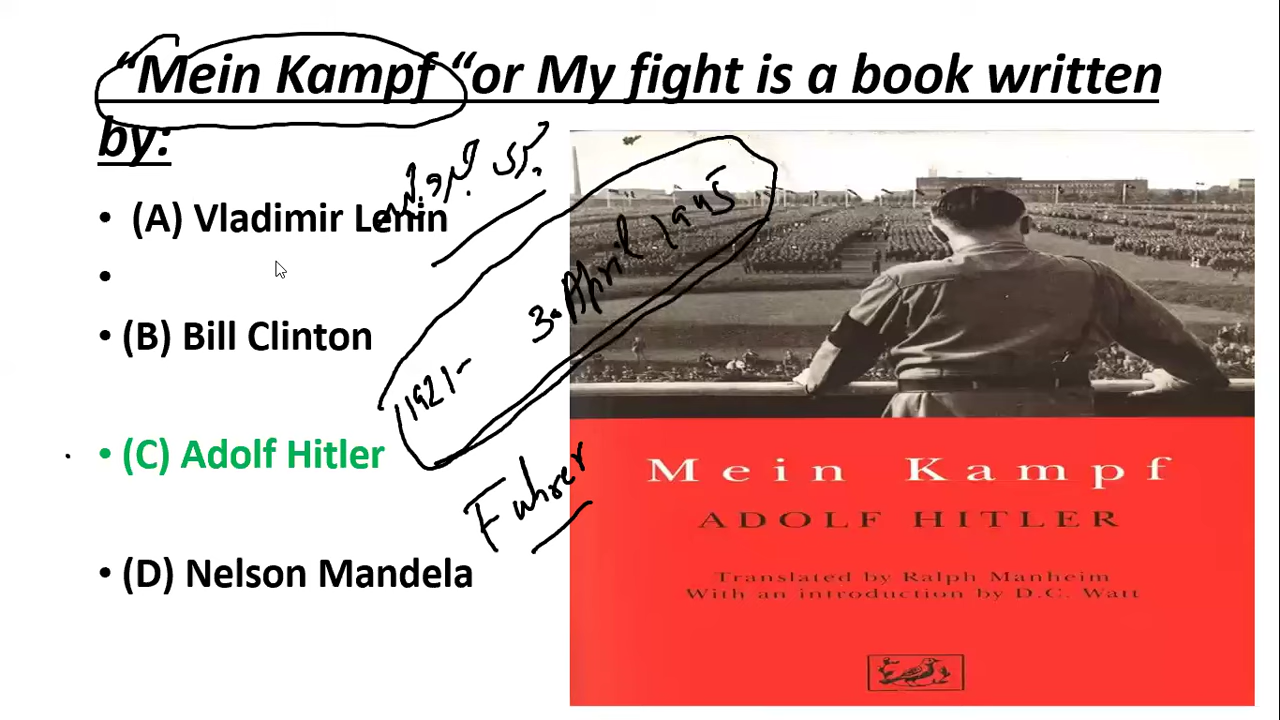 “Mein Kampf “or My fight is a book written
by:
• (A) Vladimir Lenin
•
• (B) Bill Clinton
• (C) Adolf Hitler
• (D) Nelson Mandela
1921-
30 April 1945
Fuhrer
Mein Kampf
ADOLF HITLER
Translated by Ralph Manheim
With an introduction by D.C. Watt